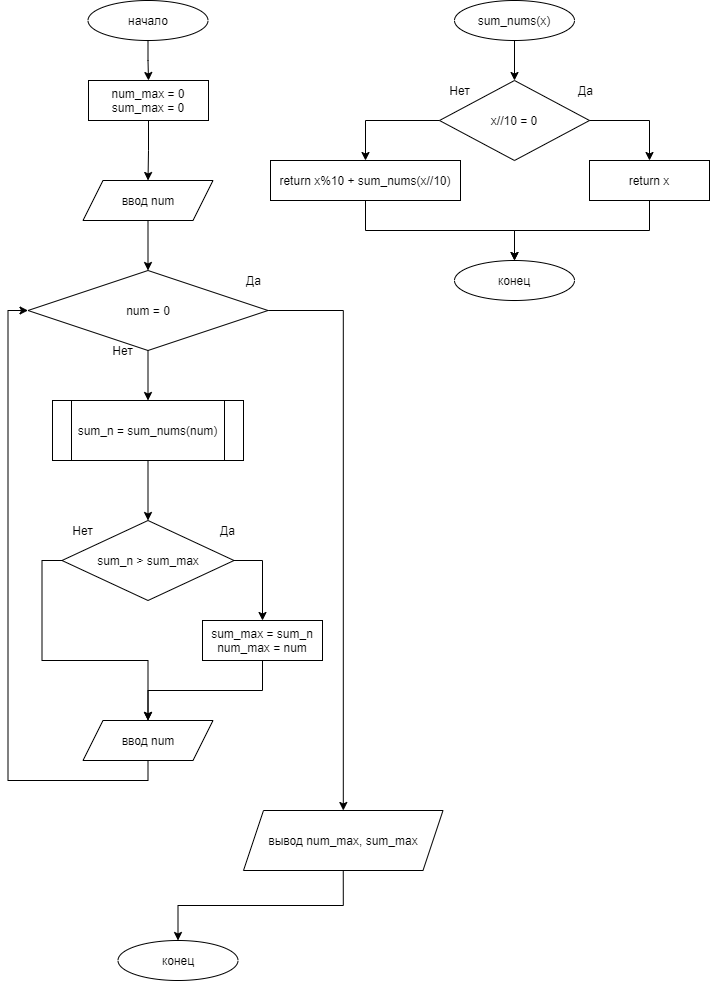 начало
num_max = 0
sum_max = 0
ввод num
num = 0
Да
Нет
sum_n = sum_nums(num)
Нет
Да
sum_n > sum_max
sum_max = sum_n
num_max = num
ввод num
вывод num_max, sum_max
конец
sum_nums(x)
Нет
Да
x//10 = 0
return x%10 + sum_nums(x//10)
return x
конец